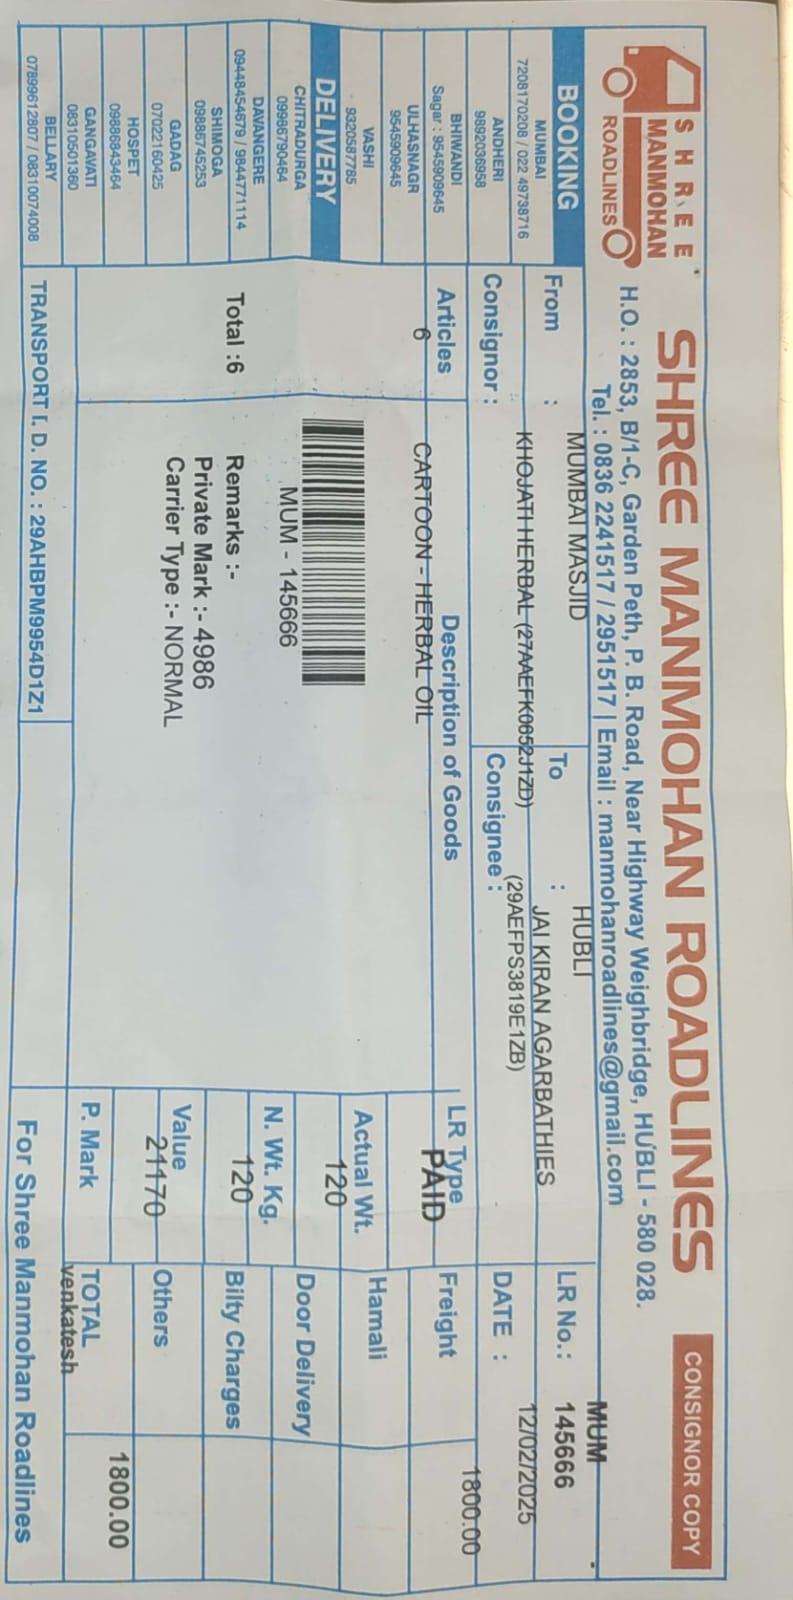 SHREE
MANMOHAN
ROADLINES
SHREE MANMOHAN ROADLINES
CONSIGNOR COPY
H.O. : 2853, B/1-C, Garden Peth, P. B. Road, Near Highway Weighbridge, HUBLI - 580 028.
Tel. : 0836 2241517 / 2951517 | Email : manmohanroadlines@gmail.com
BOOKING
MUMBAI
7208170208 / 022 49738716
ANDHERI
9892036958
BHIWANDI
Sagar : 9545909645
ULHASNAGR
9545909645
VASHI
9320587785
DELIVERY
CHITRADURGA
09986790464
DAVANGERE
09448454679 / 9844771114
SHIMOGA
09886745253
GADAG
07022160425
HOSPET
09886843464
GANGAVATI
08310501360
BELLARY
07899612807 / 08310074008
From : MUMBAI MASJID
To : HUBLI
MUM
LR No.: 145666
Consignor : KHOJATI HERBAL (27AAEFK0652J1ZD)
Consignee : JAI KIRAN AGARBATHIES
(29AEFPS3819E1ZB)
DATE : 12/02/2025
Articles
6
Description of Goods
CARTOON - HERBAL OIL
MUM - 145666
Total :6
Remarks :-
Private Mark :- 4986
Carrier Type :- NORMAL
LR Type
PAID
Actual Wt.
120
N. Wt. Kg.
120
Value
21170
P. Mark
Freight 1800.00
Hamali
Door Delivery
Bilty Charges
Others
TOTAL 1800.00
venkatesh
TRANSPORT I. D. NO. : 29AHBPM9954D1Z1
For Shree Manmohan Roadlines